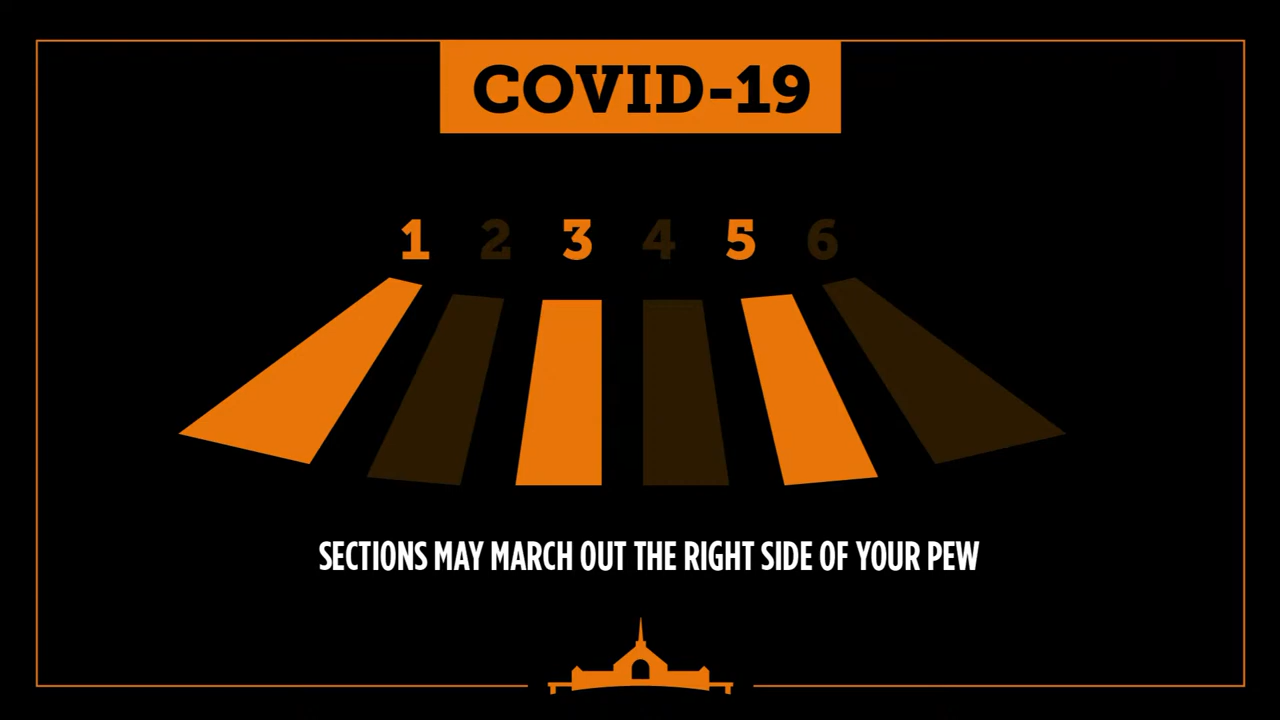 COVID-19
1 2 3 4 5 6
SECTIONS MAY MARCH OUT THE RIGHT SIDE OF YOUR PEW